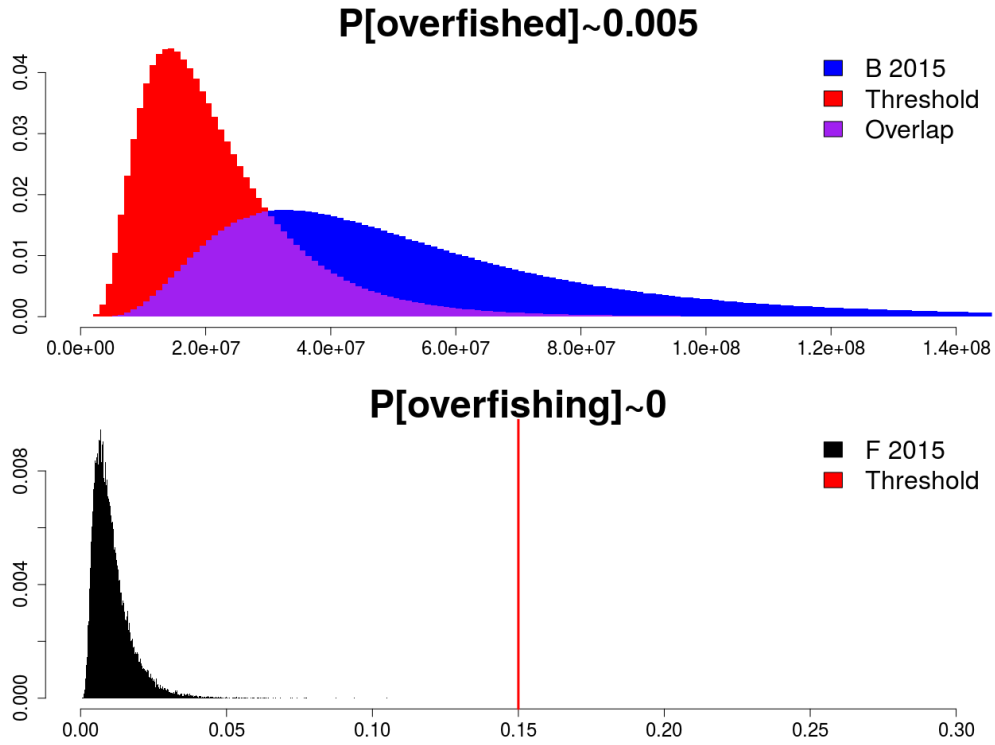 P[overfished]~0.005
B 2015
Threshold
Overlap
0.04
0.03
0.02
0.01
0.00
0.0e+00 2.0e+07 4.0e+07 6.0e+07 8.0e+07 1.0e+08 1.2e+08 1.4e+08
P[overfishing]~0
F 2015
Threshold
0.008
0.004
0.000
0.00 0.05 0.10 0.15 0.20 0.25 0.30